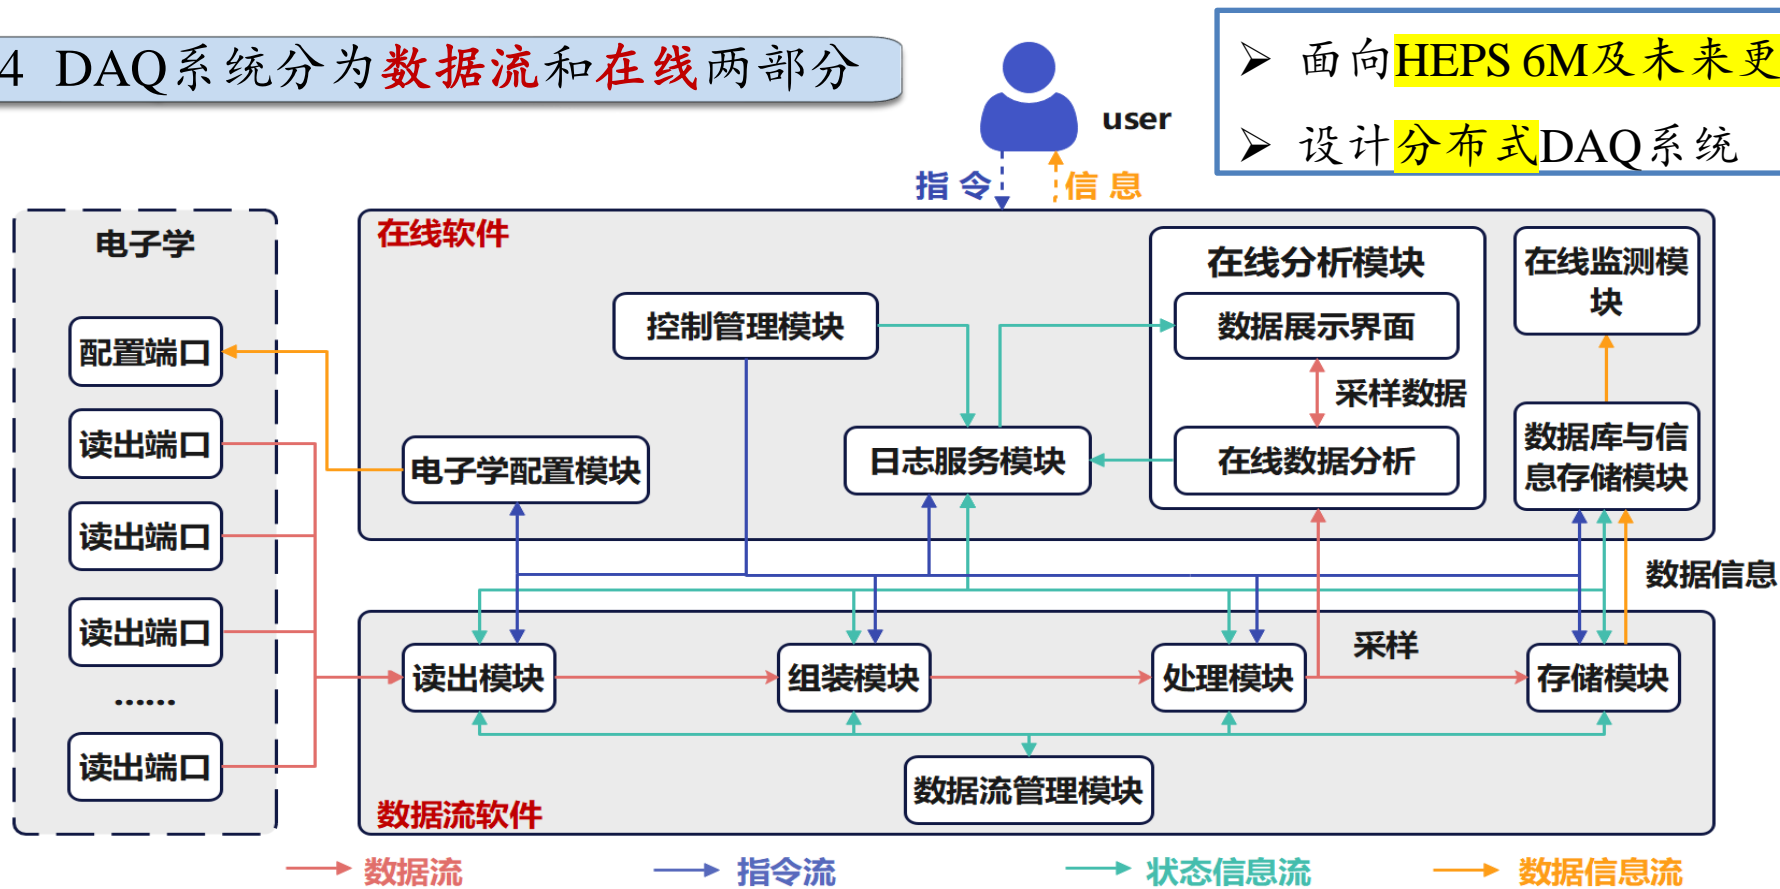 4 DAQ系统分为数据流和在线两部分
面向HEPS 6M及未来更
设计分布式DAQ系统
user
指令
信息
电子学
配置端口
读出端口
读出端口
读出端口
......
读出端口
在线软件
控制管理模块
电子学配置模块
日志服务模块
在线分析模块
数据展示界面
采样数据
在线数据分析
在线监测模
块
数据库与信
息存储模块
数据信息
读出模块
组装模块
处理模块
采样
存储模块
数据流管理模块
数据流软件
数据流
指令流
状态信息流
数据信息流